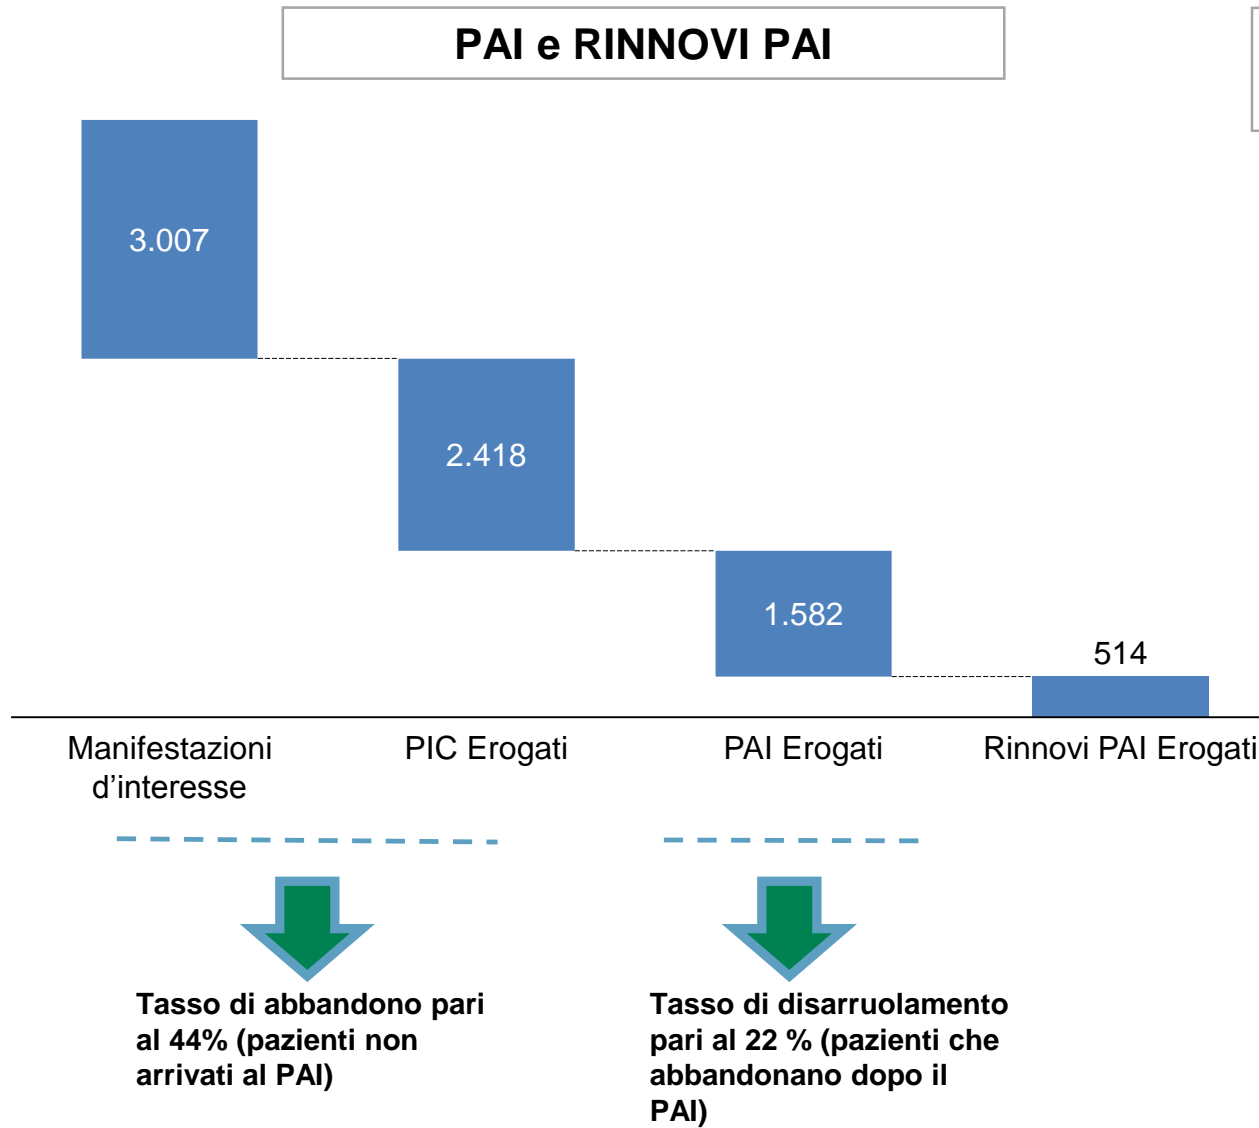 PAI e RINNOVI PAI
3.007
2.418
1.582
514
Manifestazioni
d’interesse
PIC Erogati
PAI Erogati
Rinnovi PAI Erogati
Tasso di abbandono pari
al 44% (pazienti non
arrivati al PAI)
Tasso di disarruolamento
pari al 22 % (pazienti che
abbandonano dopo il
PAI)